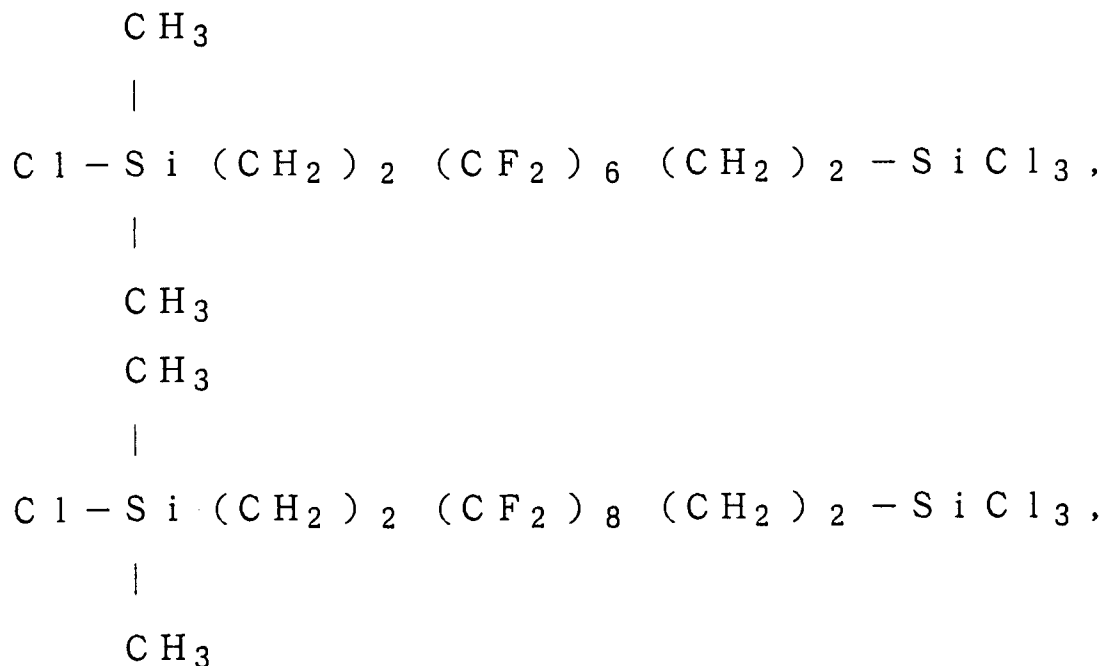 CH3
|
Cl-Si(CH2)2(CF2)6(CH2)2-SiCl3,
|
CH3
CH3
|
Cl-Si(CH2)2(CF2)8(CH2)2-SiCl3,
|
CH3